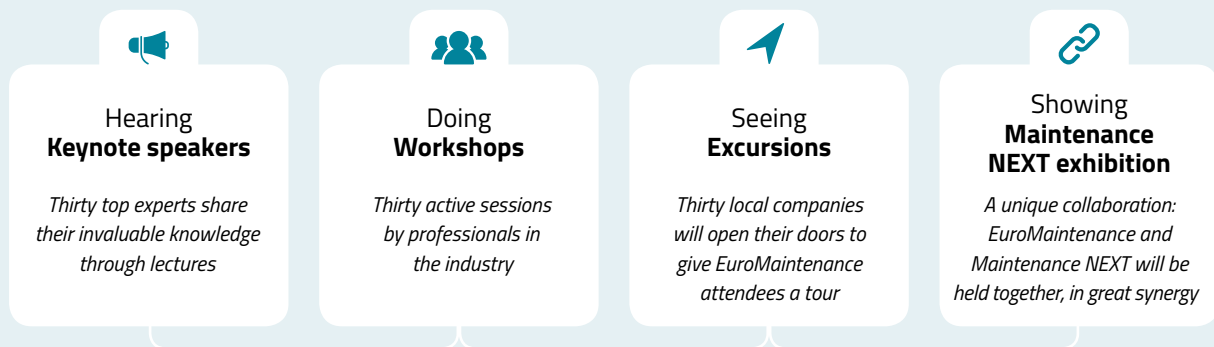 Hearing
Keynote speakers
Thirty top experts share
their invaluable knowledge
through lectures
Doing
Workshops
Thirty active sessions
by professionals in
the industry
Seeing
Excursions
Thirty local companies
will open their doors to
give EuroMaintenance
attendees a tour
Showing
Maintenance
NEXT exhibition
A unique collaboration:
EuroMaintenance and
Maintenance NEXT will be
held together, in great synergy